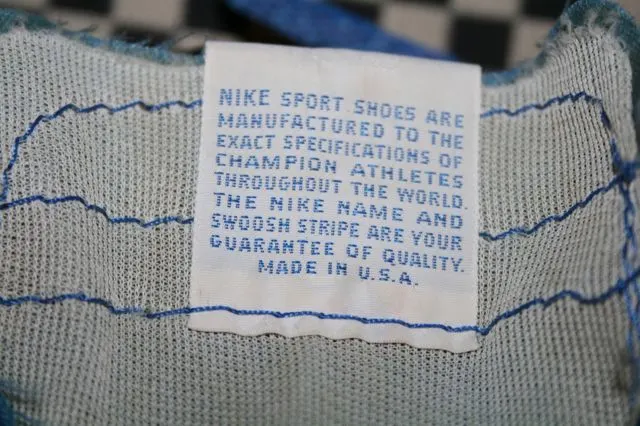 NIKE SPORT SHOES ARE
MANUFACTURED TO THE
EXACT SPECIFICATIONS OF
CHAMPION ATHLETES
THROUGHOUT THE WORLD.
THE NIKE NAME AND
SWOOSH STRIPE ARE YOUR
GUARANTEE OF QUALITY.
MADE IN U.S.A.